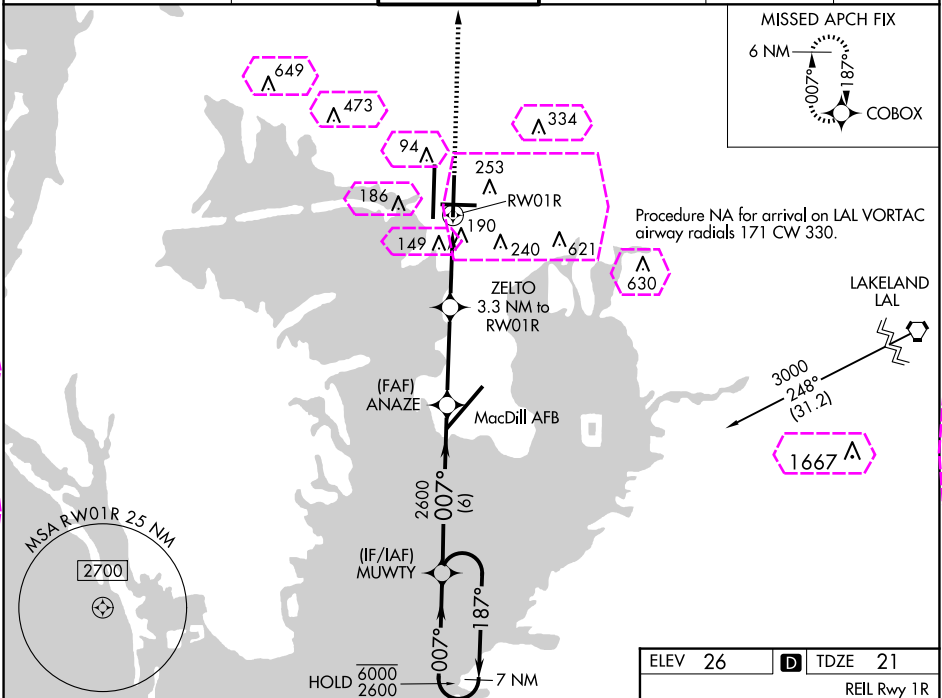 MISSED APCH FIX
6 NM
007°
187°
COBOX
649
473
334
94
253
RW01R
186
190
149
240
621
Procedure NA for arrival on LAL VORTAC
airway radials 171 CW 330.
630
ZELTO
3.3 NM to
RW01R
LAKELAND
LAL
3000
248°
(31.2)
(FAF)
ANAZE
MacDill AFB
1667
2600
007°
(6)
MSA RW01R 25 NM
2700
(IF/IAF)
MUWTY
187°
007°
HOLD 6000
2600
7 NM
ELEV 26 D TDZE 21
REIL Rwy 1R